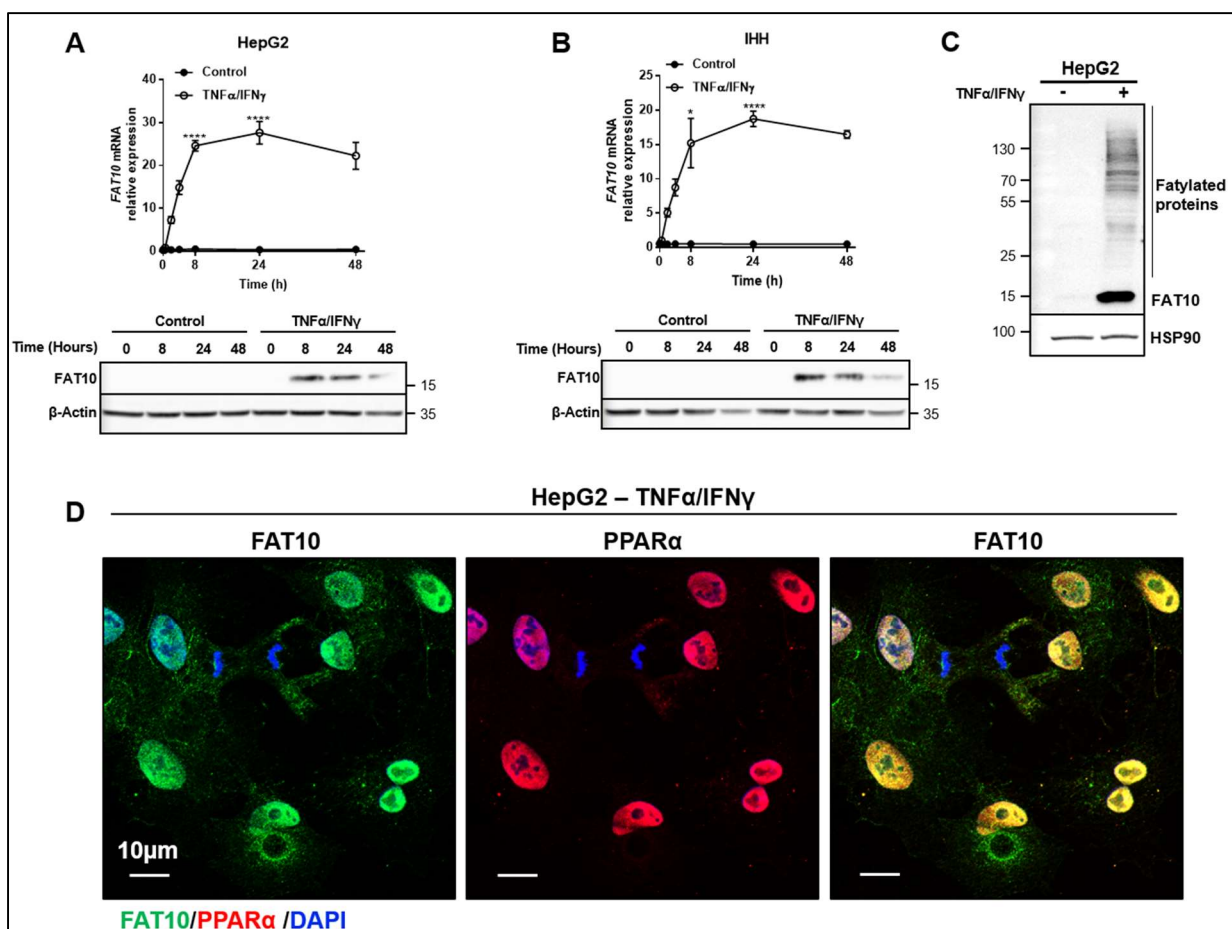 A
HepG2
Control
TNFα/IFNγ
FAT10 mRNA
relative expression
40
30
20
10
0
****
****
0 8 24 48
Time (h)
Control TNFα/IFNγ
Time (Hours) 0 8 24 48 0 8 24 48
FAT10
15
β-Actin
35
B
IHH
Control
TNFα/IFNγ
FAT10 mRNA
relative expression
25
20
15
10
5
0
*
****
0 8 24 48
Time (h)
Control TNFα/IFNγ
Time (Hours) 0 8 24 48 0 8 24 48
FAT10
15
β-Actin
35
C
HepG2
TNFα/IFNγ - +
130
70
55
25
15
100
Fatylated
proteins
FAT10
HSP90
D
HepG2 – TNFα/IFNγ
FAT10 PPARα FAT10
10µm
FAT10/PPARα /DAPI